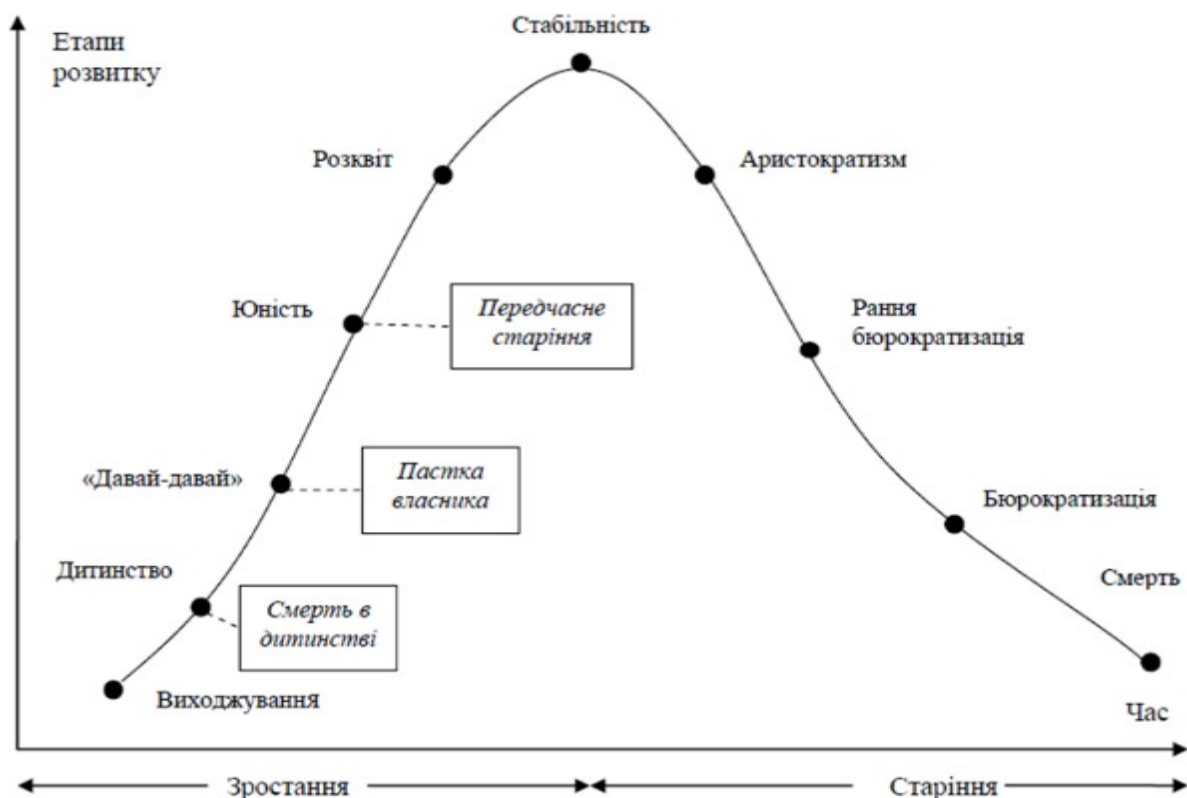 Стабільність
Етапи
розвитку
Розквіт
Аристократизм
Юність
Передчасне
старіння
Рання
бюрократизація
«Давай-давай»
Пастка
власника
Бюрократизація
Дитинство
Смерть
Смерть в
дитинстві
Виходжування
Час
Зростання
Старіння